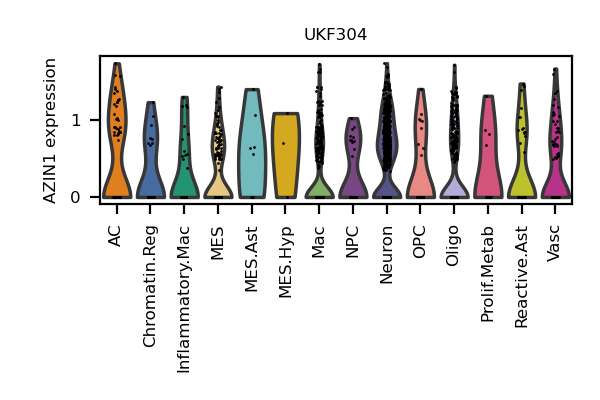 UKF304
AZIN1 expression
1
0
AC
Chromatin.Reg
Inflammatory.Mac
MES
MES.Ast
MES.Hyp
Mac
NPC
Neuron
OPC
Oligo
Prolif.Metab
Reactive.Ast
Vasc